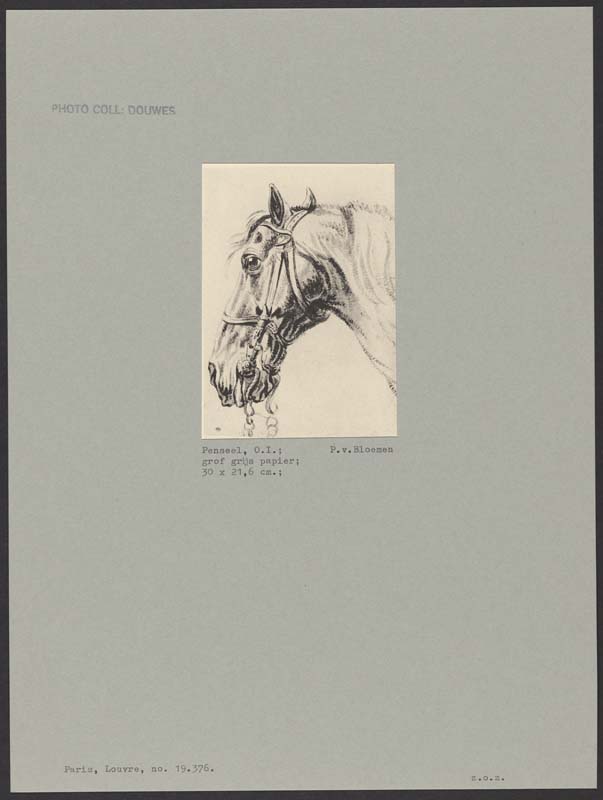 PHOTO COLL: DOUWES
Penseel, O.I.; P.v.Bloemen
grof grijs papier;
30 x 21,6 cm.;
Paris, Louvre, no. 19.376.
z.o.z.